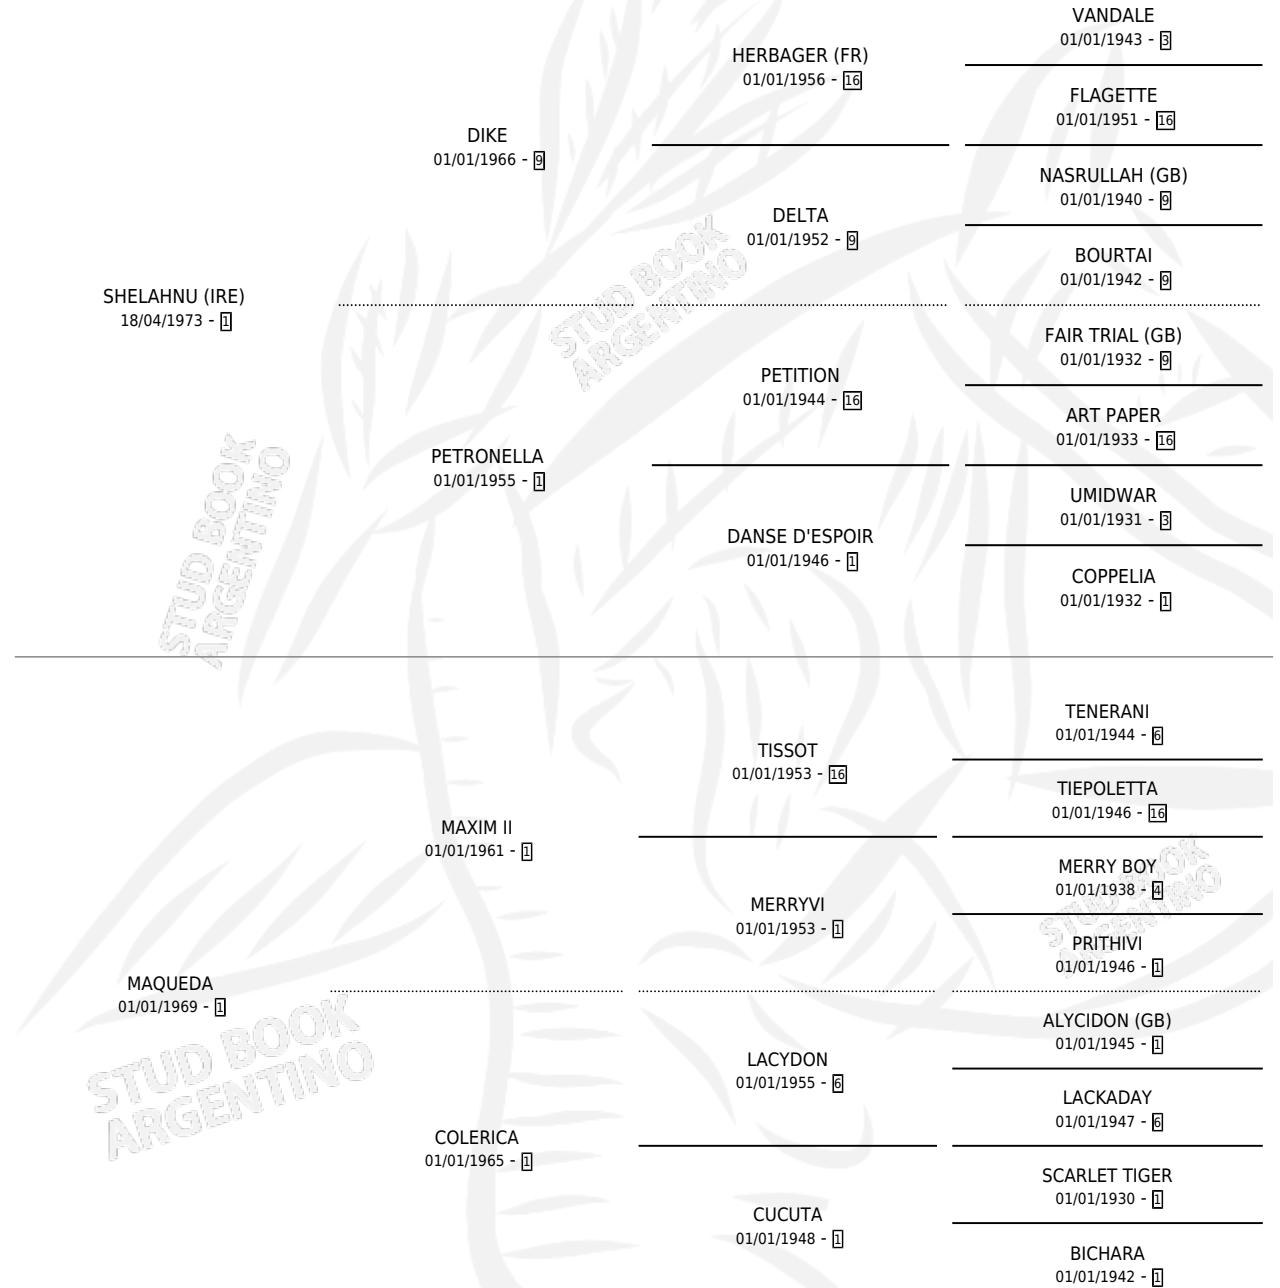 VANDALE
01/01/1943 - 3
HERBAGER (FR)
01/01/1956 - 16
FLAGETTE
01/01/1951 - 16
DIKE
01/01/1966 - 9
NASRULLAH (GB)
01/01/1940 - 9
DELTA
01/01/1952 - 9
BOURTAI
01/01/1942 - 9
SHELAHNU (IRE)
18/04/1973 - 1
FAIR TRIAL (GB)
01/01/1932 - 9
PETITION
01/01/1944 - 16
ART PAPER
01/01/1933 - 16
PETRONELLA
01/01/1955 - 1
UMIDWAR
01/01/1931 - 3
DANSE D'ESPOIR
01/01/1946 - 1
COPPELIA
01/01/1932 - 1
TENERANI
01/01/1944 - 6
TISSOT
01/01/1953 - 16
TIEPOLETTA
01/01/1946 - 16
MAXIM II
01/01/1961 - 1
MERRY BOY
01/01/1938 - 4
MERRYVI
01/01/1953 - 1
PRITHIVI
01/01/1946 - 1
MAQUEDA
01/01/1969 - 1
ALYCIDON (GB)
01/01/1945 - 1
LACYDON
01/01/1955 - 6
LACKADAY
01/01/1947 - 6
COLERICA
01/01/1965 - 1
SCARLET TIGER
01/01/1930 - 1
CUCUTA
01/01/1948 - 1
BICHARA
01/01/1942 - 1
STUD BOOK
ARGENTINO
STUD BOOK
ARGENTINO
STUD BOOK
ARGENTINO
STUD BOOK
ARGENTINO